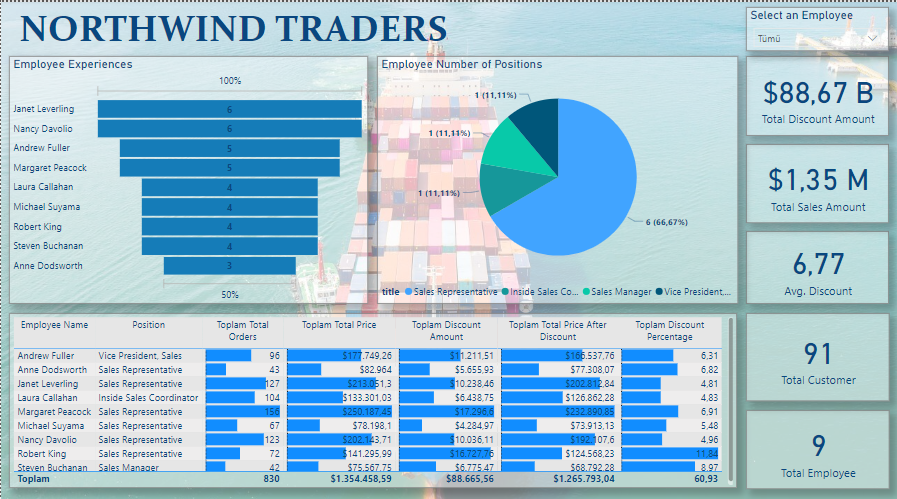 NORTHWIND TRADERS
Select an Employee
Tümü
Employee Experiences
100%
Janet Leverling 6
Nancy Davolio 6
Andrew Fuller 5
Margaret Peacock 5
Laura Callahan 4
Michael Suyama 4
Robert King 4
Steven Buchanan 4
Anne Dodsworth 3
50%
Employee Number of Positions
1 (11,11%)
1 (11,11%)
1 (11,11%)
6 (66,67%)
title Sales Representative Inside Sales Co... Sales Manager Vice President,...
$88,67 B
Total Discount Amount
$1,35 M
Total Sales Amount
6,77
Avg. Discount
91
Total Customer
9
Total Employee
Employee Name Position Toplam Total Orders Toplam Total Price Toplam Discount Amount Toplam Total Price After Discount Toplam Discount Percentage
Andrew Fuller Vice President, Sales 96 $177.749,26 $11.211,51 $166.537,76 6.31
Anne Dodsworth Sales Representative 43 $82.964 $5.655,93 $77.308,07 6,82
Janet Leverling Sales Representative 127 $213.051,3 $10.238,46 $202.812,84 4.81
Laura Callahan Inside Sales Coordinator 104 $133.301,03 $6.438,75 $126.862,28 4.83
Margaret Peacock Sales Representative 156 $250.187,45 $17.296,6 $232.890,85 6,91
Michael Suyama Sales Representative 67 $78.198,1 $4.284,97 $73.913,13 5,48
Nancy Davolio Sales Representative 123 $202.143,71 $10.036,11 $192.107,6 4,96
Robert King Sales Representative 72 $141.295,99 $16.727,76 $124.568,23 11,84
Steven Buchanan Sales Manager 42 $75.567,75 $6.775,47 $68.792,28 8,97
Toplam 830 $1.354.458,59 $88.665,56 $1.265.793,04 60,93